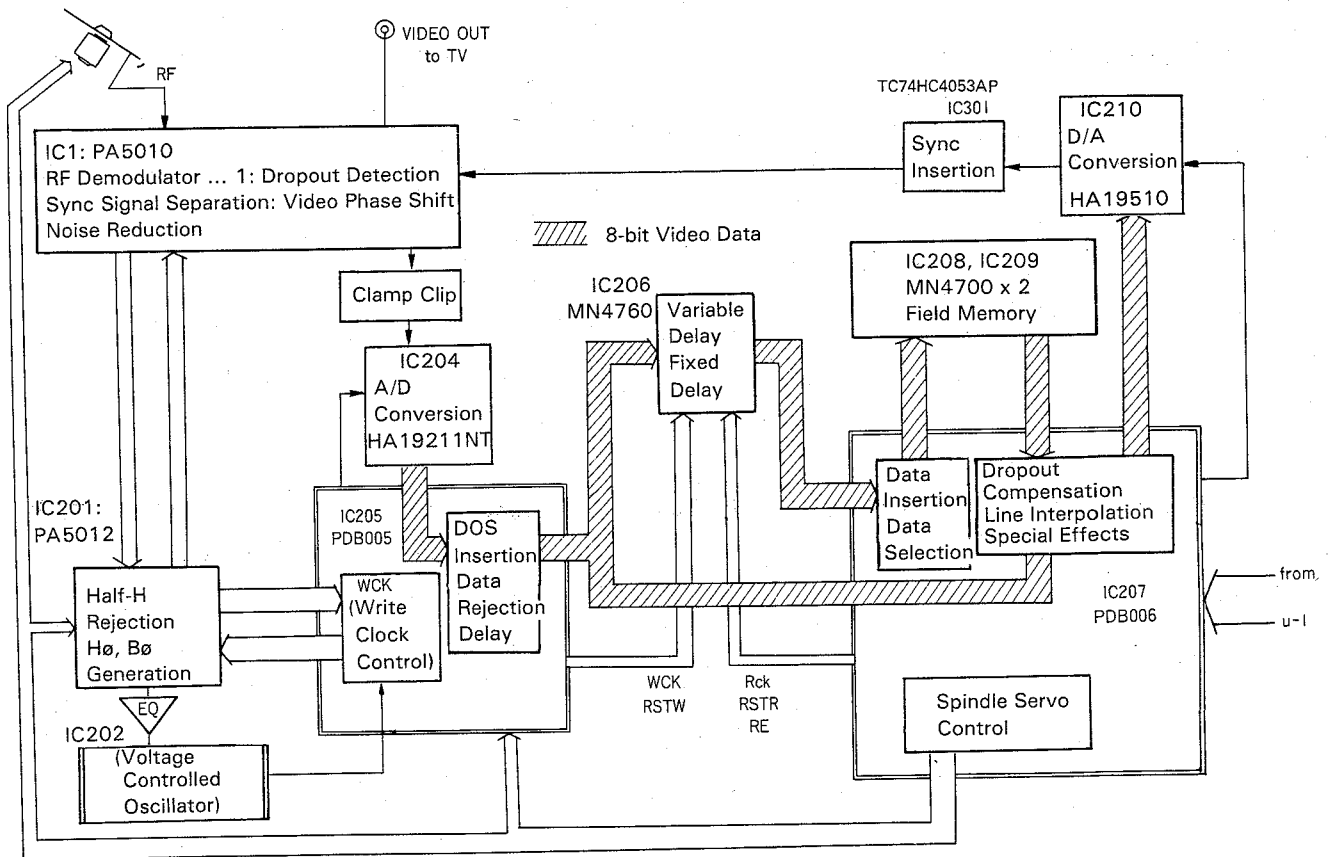 VIDEO OUT
to TV
RF
IC1: PA5010
RF Demodulator ... 1: Dropout Detection
Sync Signal Separation: Video Phase Shift
Noise Reduction
TC74HC4053AP
IC301
Sync
Insertion
IC210
D/A
Conversion
HA19510
8-bit Video Data
Clamp Clip
IC206
MN4760
Variable
Delay
Fixed
Delay
IC208, IC209
MN4700 x 2
Field Memory
IC204
A/D
Conversion
HA19211NT
IC201:
PA5012
IC205
PDB005
DOS
Insertion
Data
Rejection
Delay
Data
Insertion
Data
Selection
Dropout
Compensation
Line Interpolation
Special Effects
Half-H
Rejection
Hø, Bø
Generation
WCK
(Write
Clock
Control)
IC207
PDB006
from
u-1
WCK
RSTW
Rck
RSTR
RE
Spindle Servo
Control
EQ
IC202
(Voltage
Controlled
Oscillator)